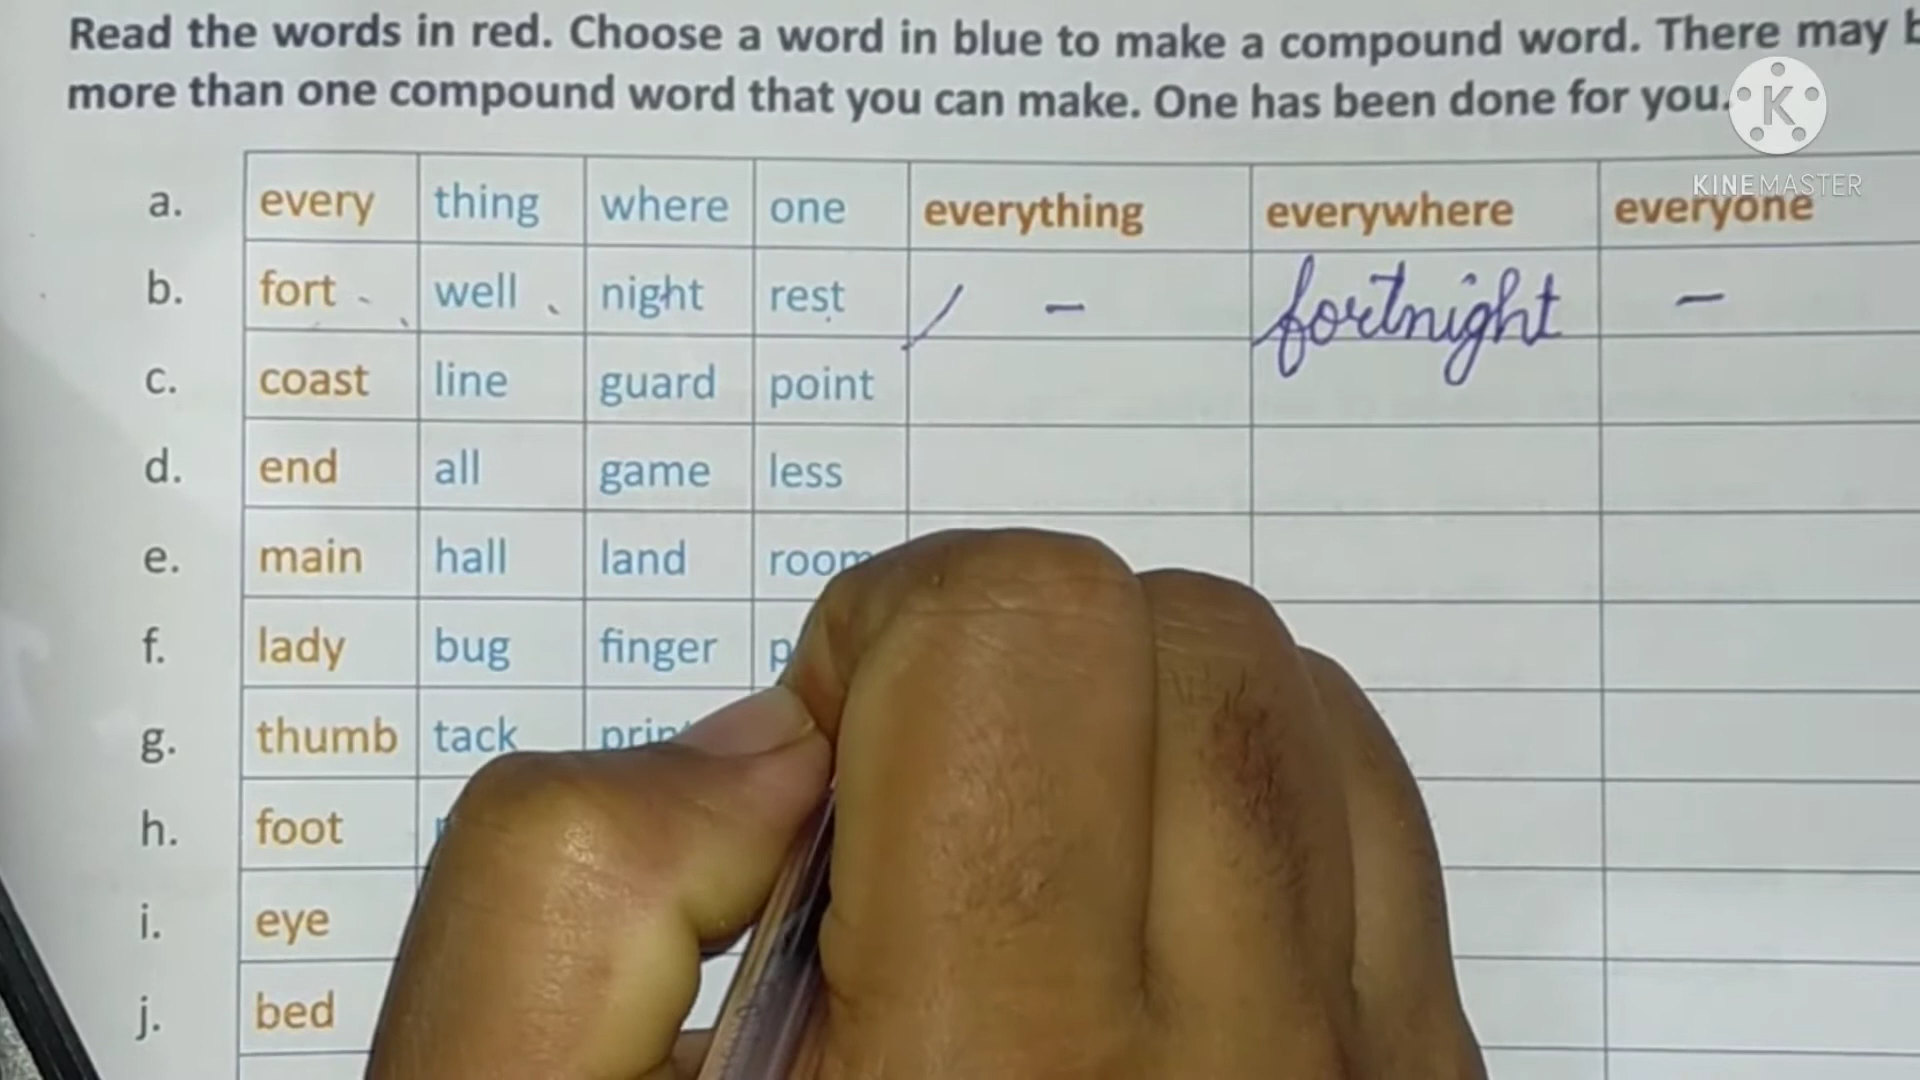 Read the words in red. Choose a word in blue to make a compound word. There may
more than one compound word that you can make. One has been done for you.
K
KINEMASTER
a. every thing where one everything everywhere everyone
b. fort well night rest - fortnight -
c. coast line guard point
d. end all game less
e. main hall land room
f. lady bug finger
g. thumb tack
h. foot
i. eye
j. bed